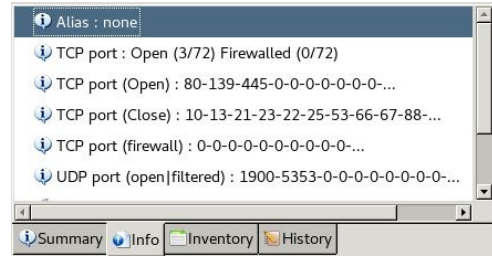 Alias : none
TCP port : Open (3/72) Firewalled (0/72)
TCP port (Open) : 80-139-445-0-0-0-0-0-0-0-...
TCP port (Close) : 10-13-21-23-22-25-53-66-67-88-...
TCP port (firewall) : 0-0-0-0-0-0-0-0-0-0-...
UDP port (open|filtered) : 1900-5353-0-0-0-0-0-0-0-0-...
Summary Info Inventory History